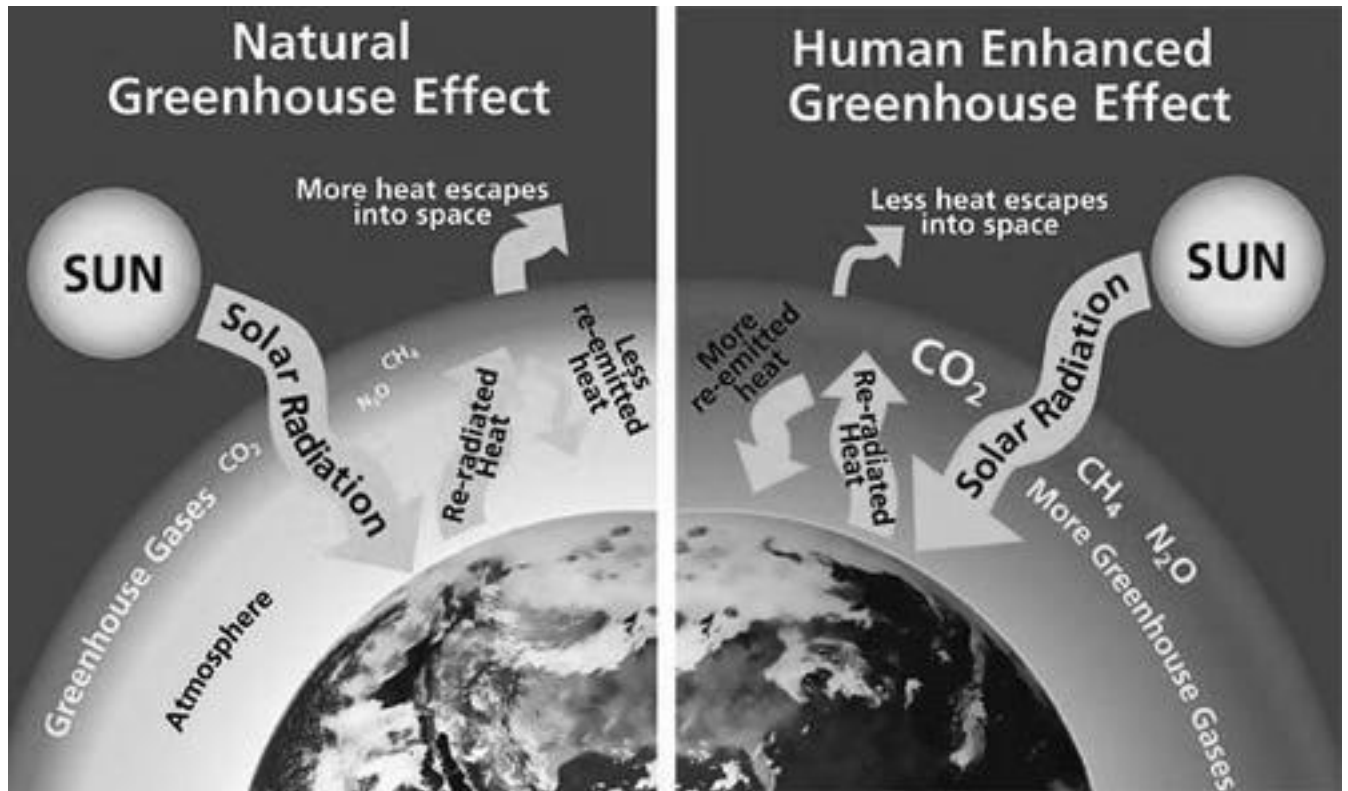 Natural
Greenhouse Effect
More heat escapes
into space
SUN
Solar Radiation
CH₄
N₂O
CO₂
Re-radiated
Heat
Less
re-emitted
heat
Greenhouse Gases
Atmosphere
Human Enhanced
Greenhouse Effect
Less heat escapes
into space
SUN
More
re-emitted
heat
Re-radiated
Heat
CO₂
Solar Radiation
CH₄
N₂O
More Greenhouse Gases